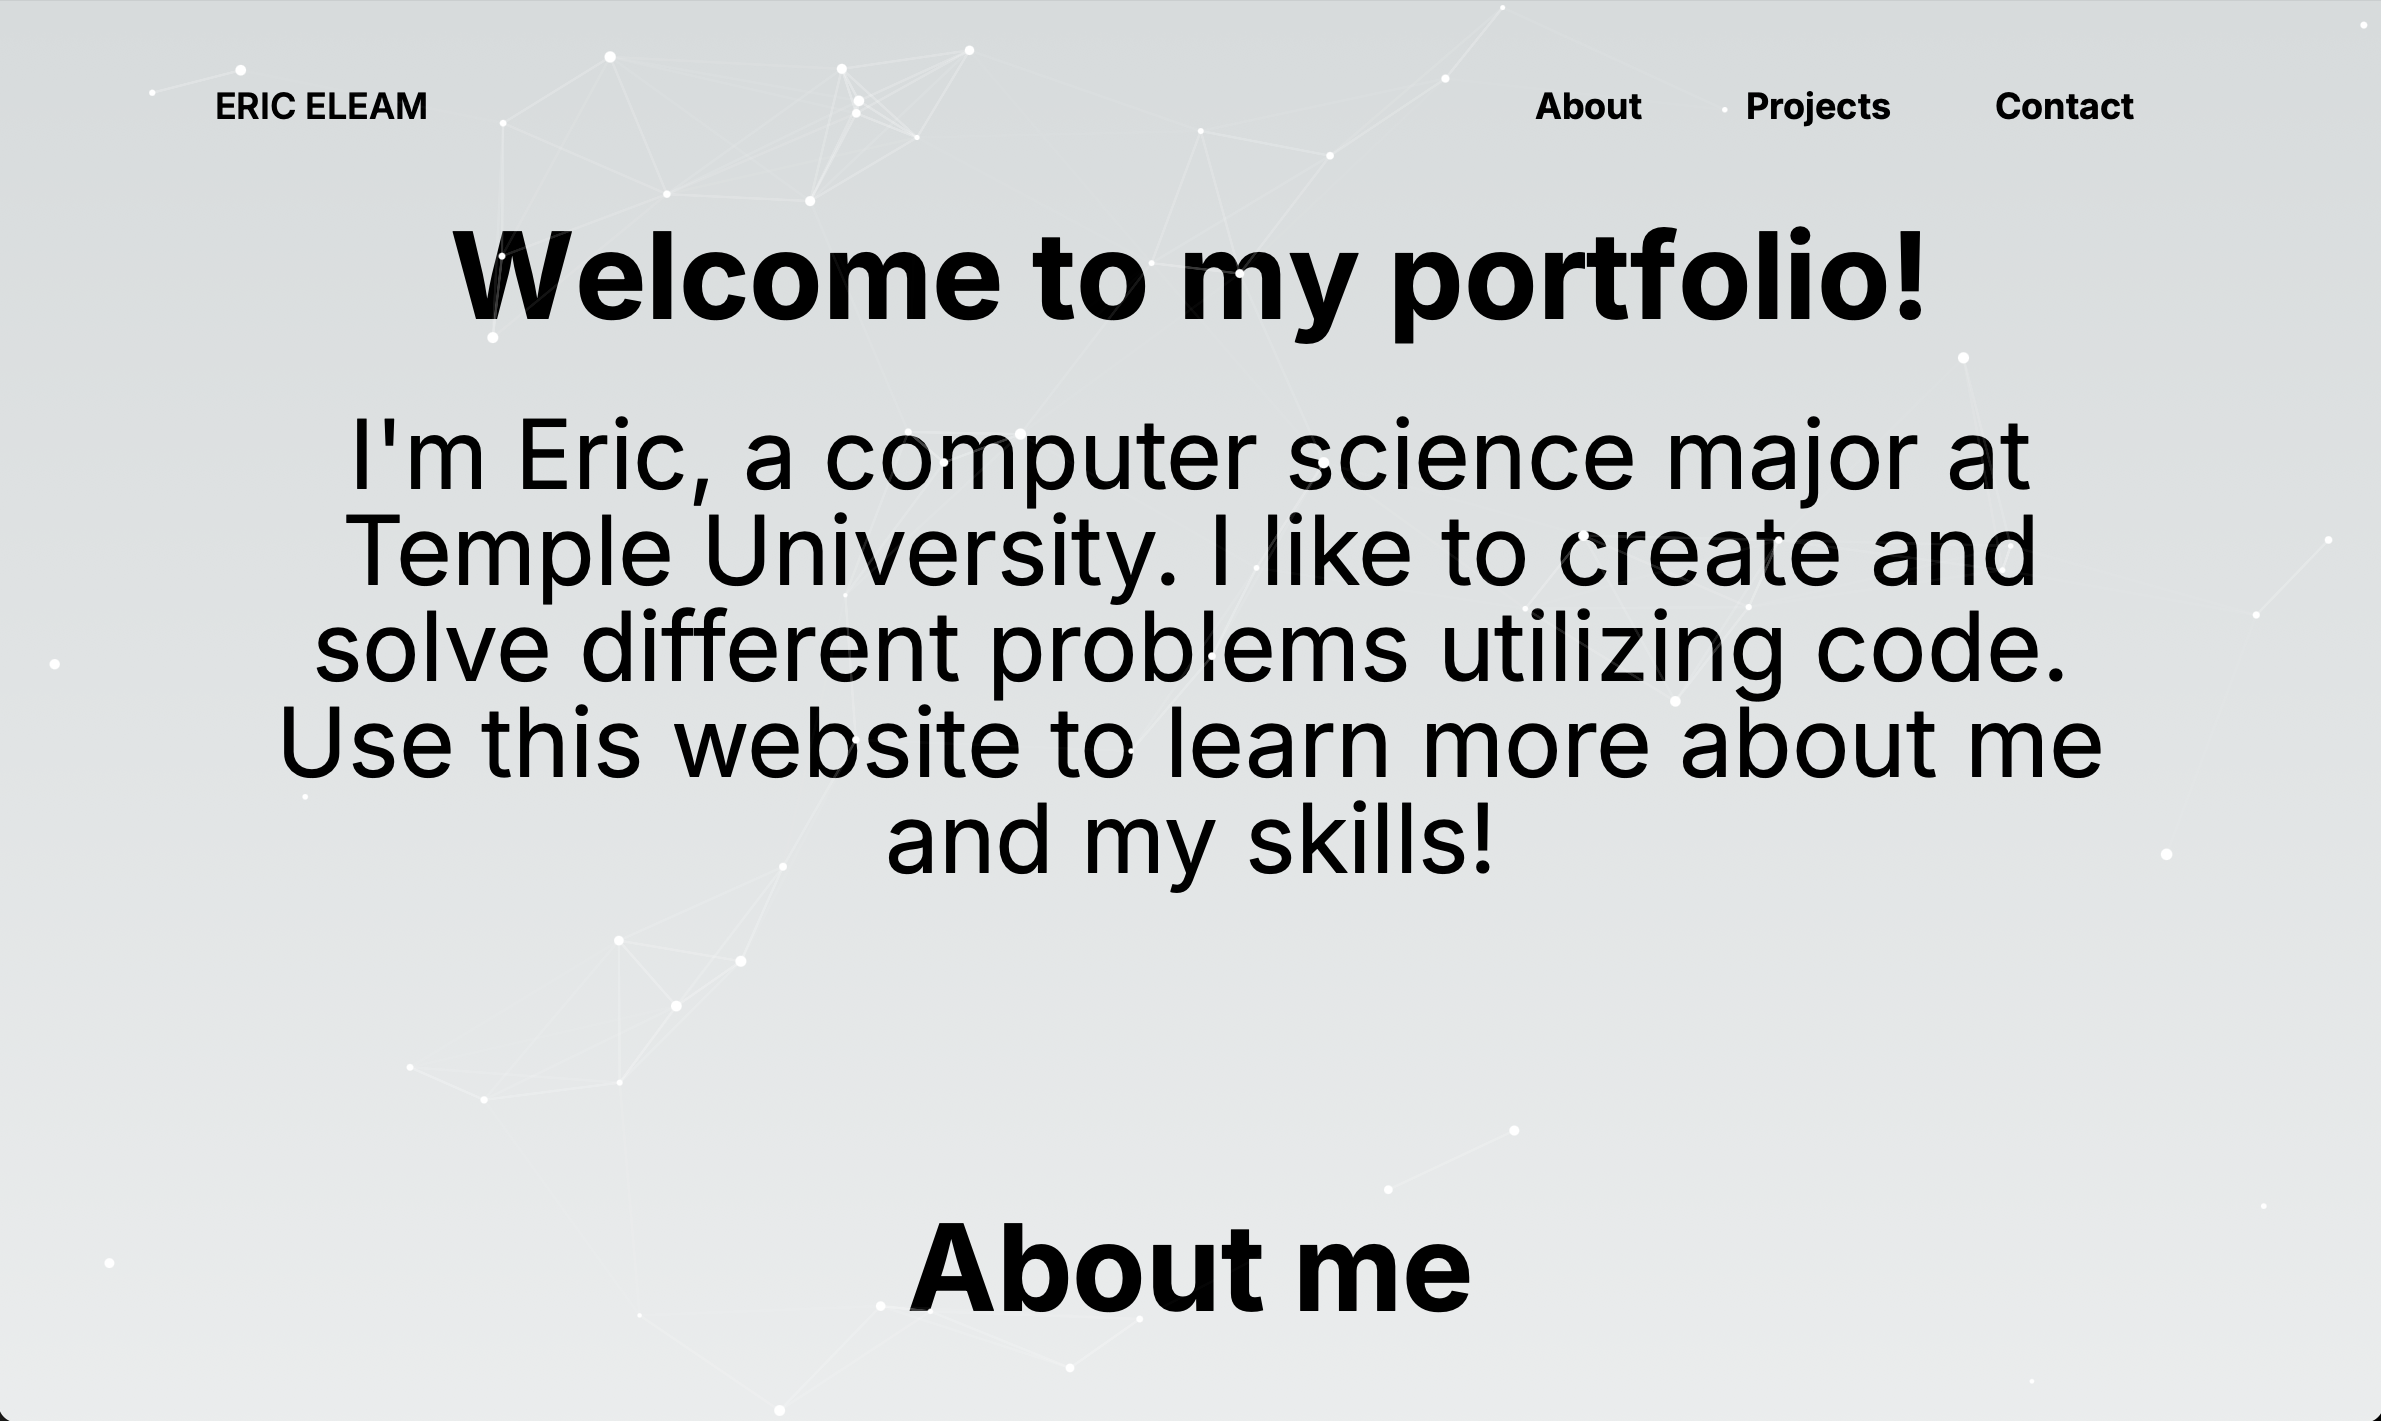 ERIC ELEAM
About
Projects
Contact
Welcome to my portfolio!
I'm Eric, a computer science major at
Temple University. I like to create and
solve different problems utilizing code.
Use this website to learn more about me
and my skills!
About me